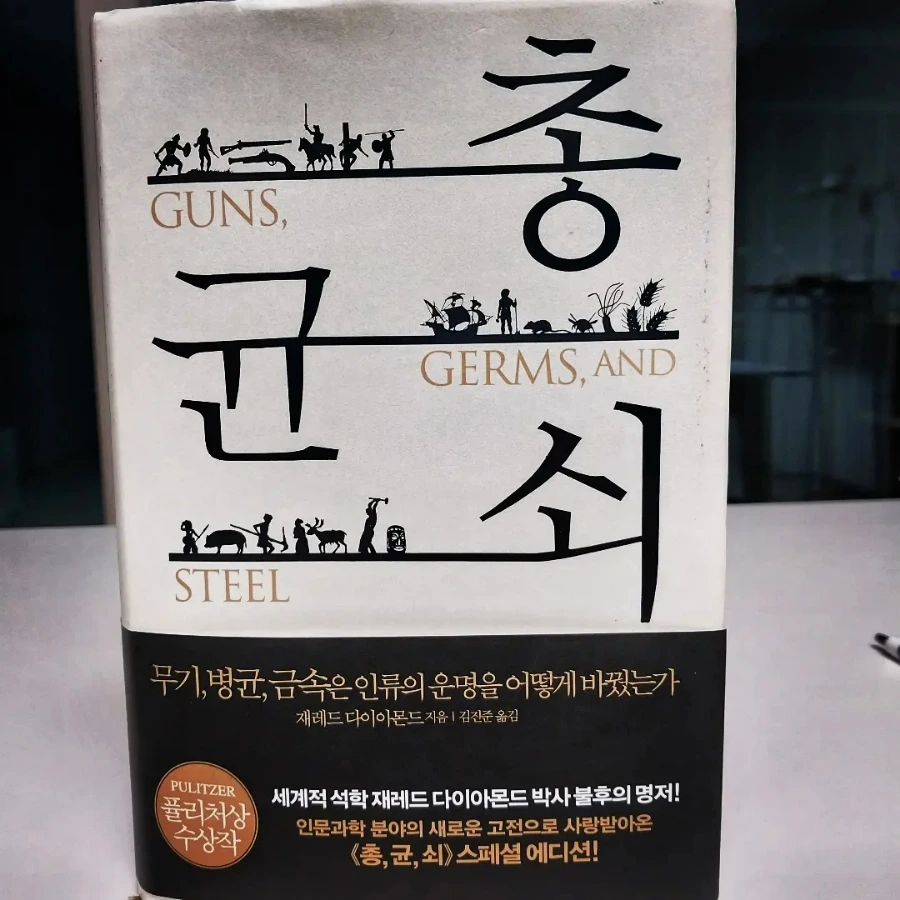 총
GUNS,
균
GERMS, AND
쇠
STEEL
무기, 병균, 금속은 인류의 운명을 어떻게 바꿨는가
재레드 다이아몬드 지음 | 김진준 옮김
PULITZER
퓰리처상
수상작
세계적 석학 재레드 다이아몬드 박사 불후의 명저!
인문과학 분야의 새로운 고전으로 사랑받아온
《총, 균, 쇠》 스페셜 에디션!